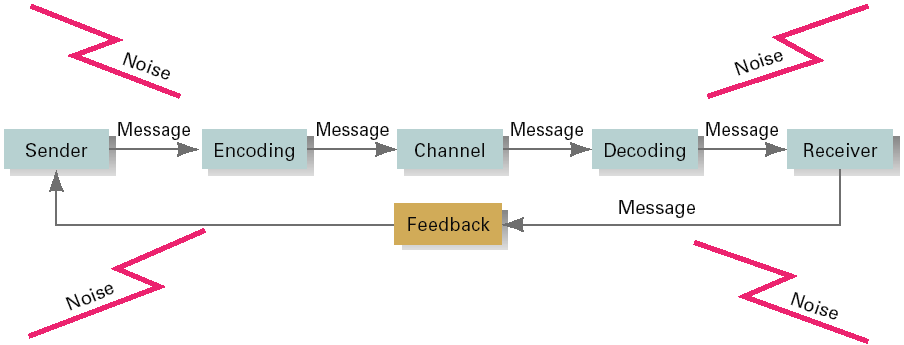 Noise
Noise
Message
Message
Message
Message
Sender
Encoding
Channel
Decoding
Receiver
Message
Feedback
Noise
Noise